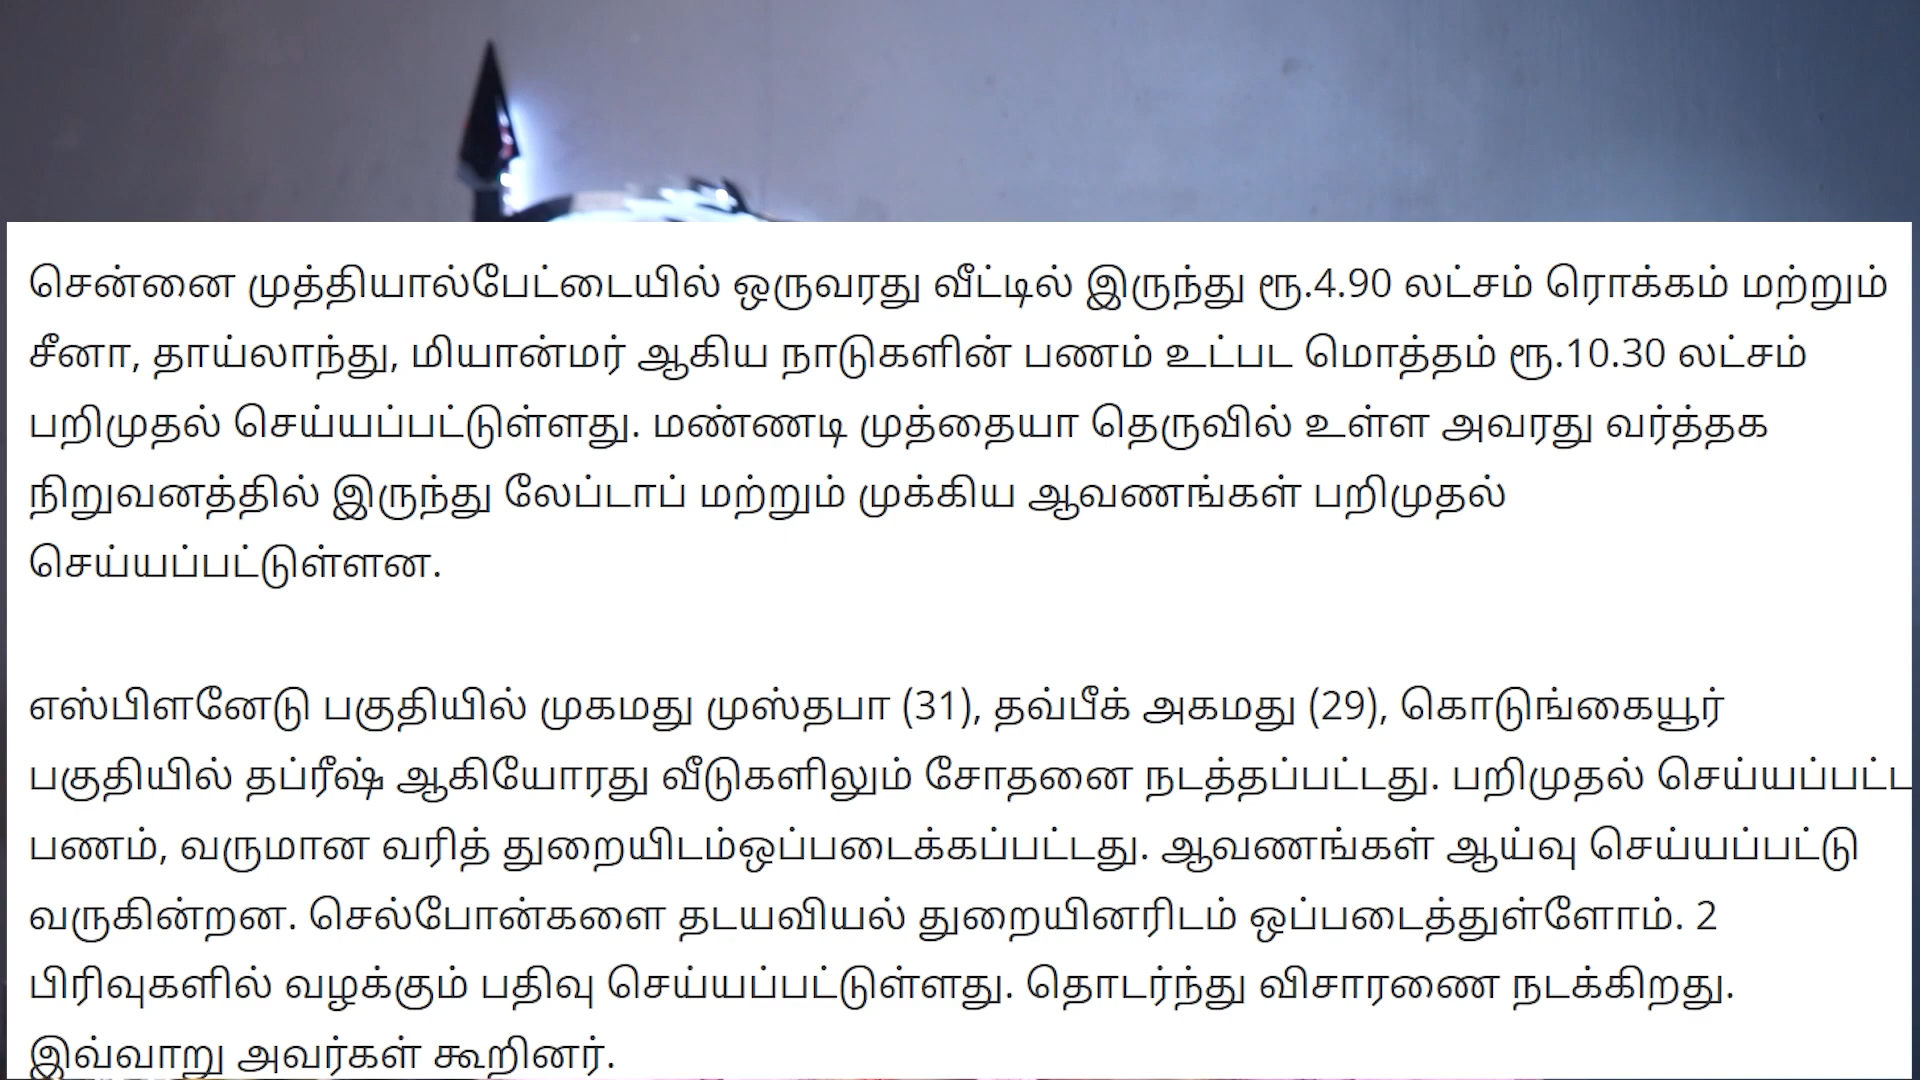 சென்னை முத்தியால்பேட்டையில் ஒருவரது வீட்டில் இருந்து ரூ.4.90 லட்சம் ரொக்கம் மற்றும்
சீனா, தாய்லாந்து, மியான்மர் ஆகிய நாடுகளின் பணம் உட்பட மொத்தம் ரூ.10.30 லட்சம்
பறிமுதல் செய்யப்பட்டுள்ளது. மண்ணடி முத்தையா தெருவில் உள்ள அவரது வர்த்தக
நிறுவனத்தில் இருந்து லேப்டாப் மற்றும் முக்கிய ஆவணங்கள் பறிமுதல்
செய்யப்பட்டுள்ளன.
எஸ்பிளனேடு பகுதியில் முகமது முஸ்தபா (31), தவ்பீக் அகமது (29), கொடுங்கையூர்
பகுதியில் தப்ரீஷ் ஆகியோரது வீடுகளிலும் சோதனை நடத்தப்பட்டது. பறிமுதல் செய்யப்பட்ட
பணம், வருமான வரித் துறையிடம்ஒப்படைக்கப்பட்டது. ஆவணங்கள் ஆய்வு செய்யப்பட்டு
வருகின்றன. செல்போன்களை தடயவியல் துறையினரிடம் ஒப்படைத்துள்ளோம். 2
பிரிவுகளில் வழக்கும் பதிவு செய்யப்பட்டுள்ளது. தொடர்ந்து விசாரணை நடக்கிறது.
இவ்வாறு அவர்கள் கூறினர்.